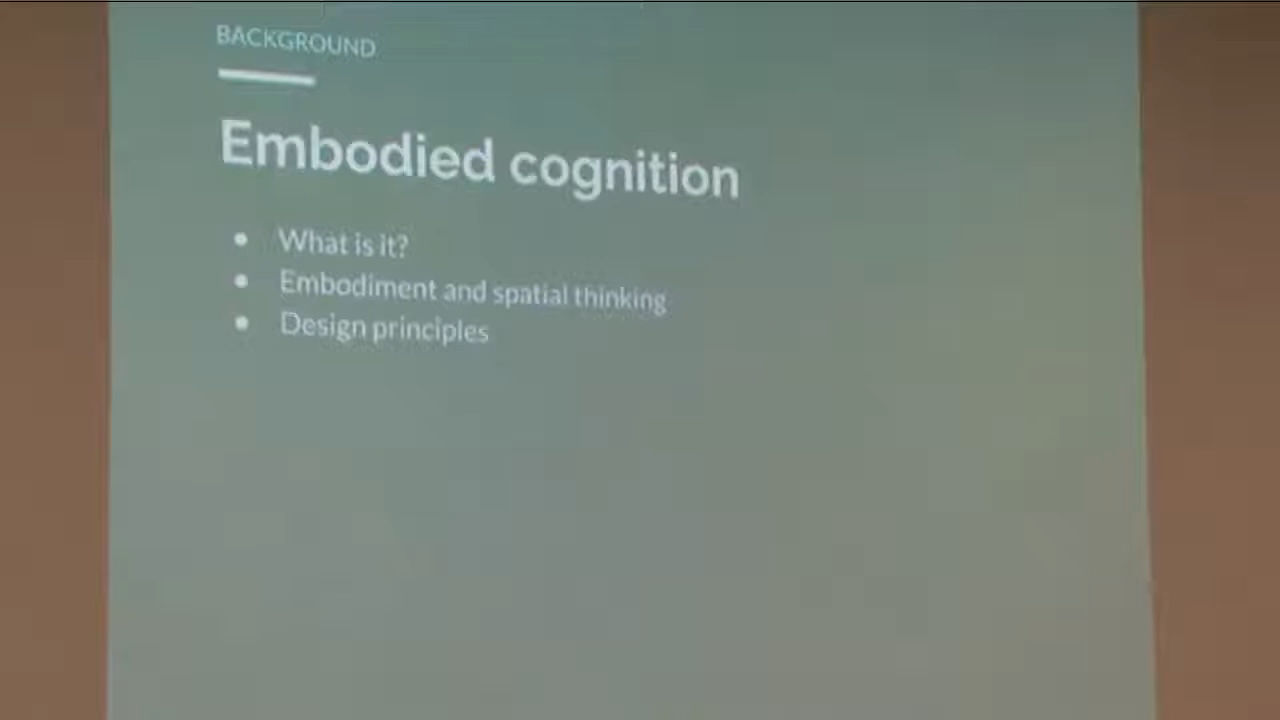 BACKGROUND
Embodied cognition
● What is it?
● Embodiment and spatial thinking
● Design principles